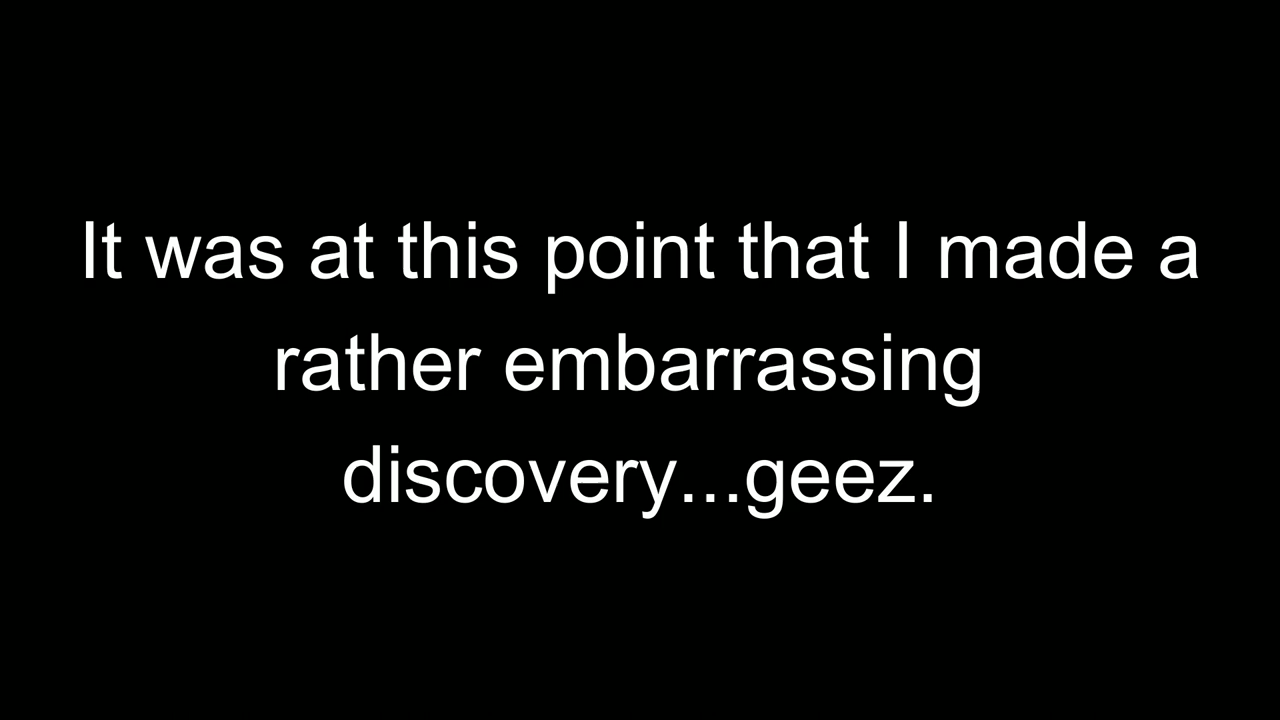 It was at this point that I made a
rather embarrassing
discovery...geez.